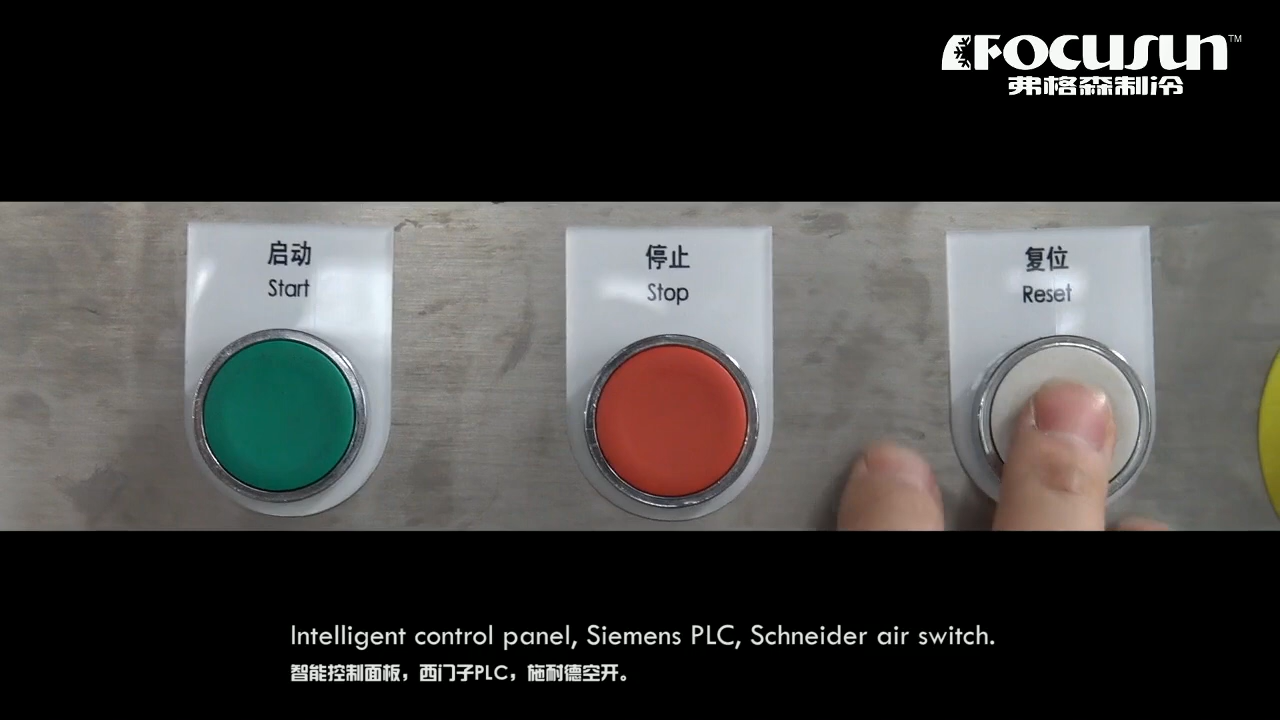 FOCUSUN™
弗格森制冷
启动
Start
停止
Stop
复位
Reset
Intelligent control panel, Siemens PLC, Schneider air switch.
智能控制面板，西门子PLC，施耐德空开。